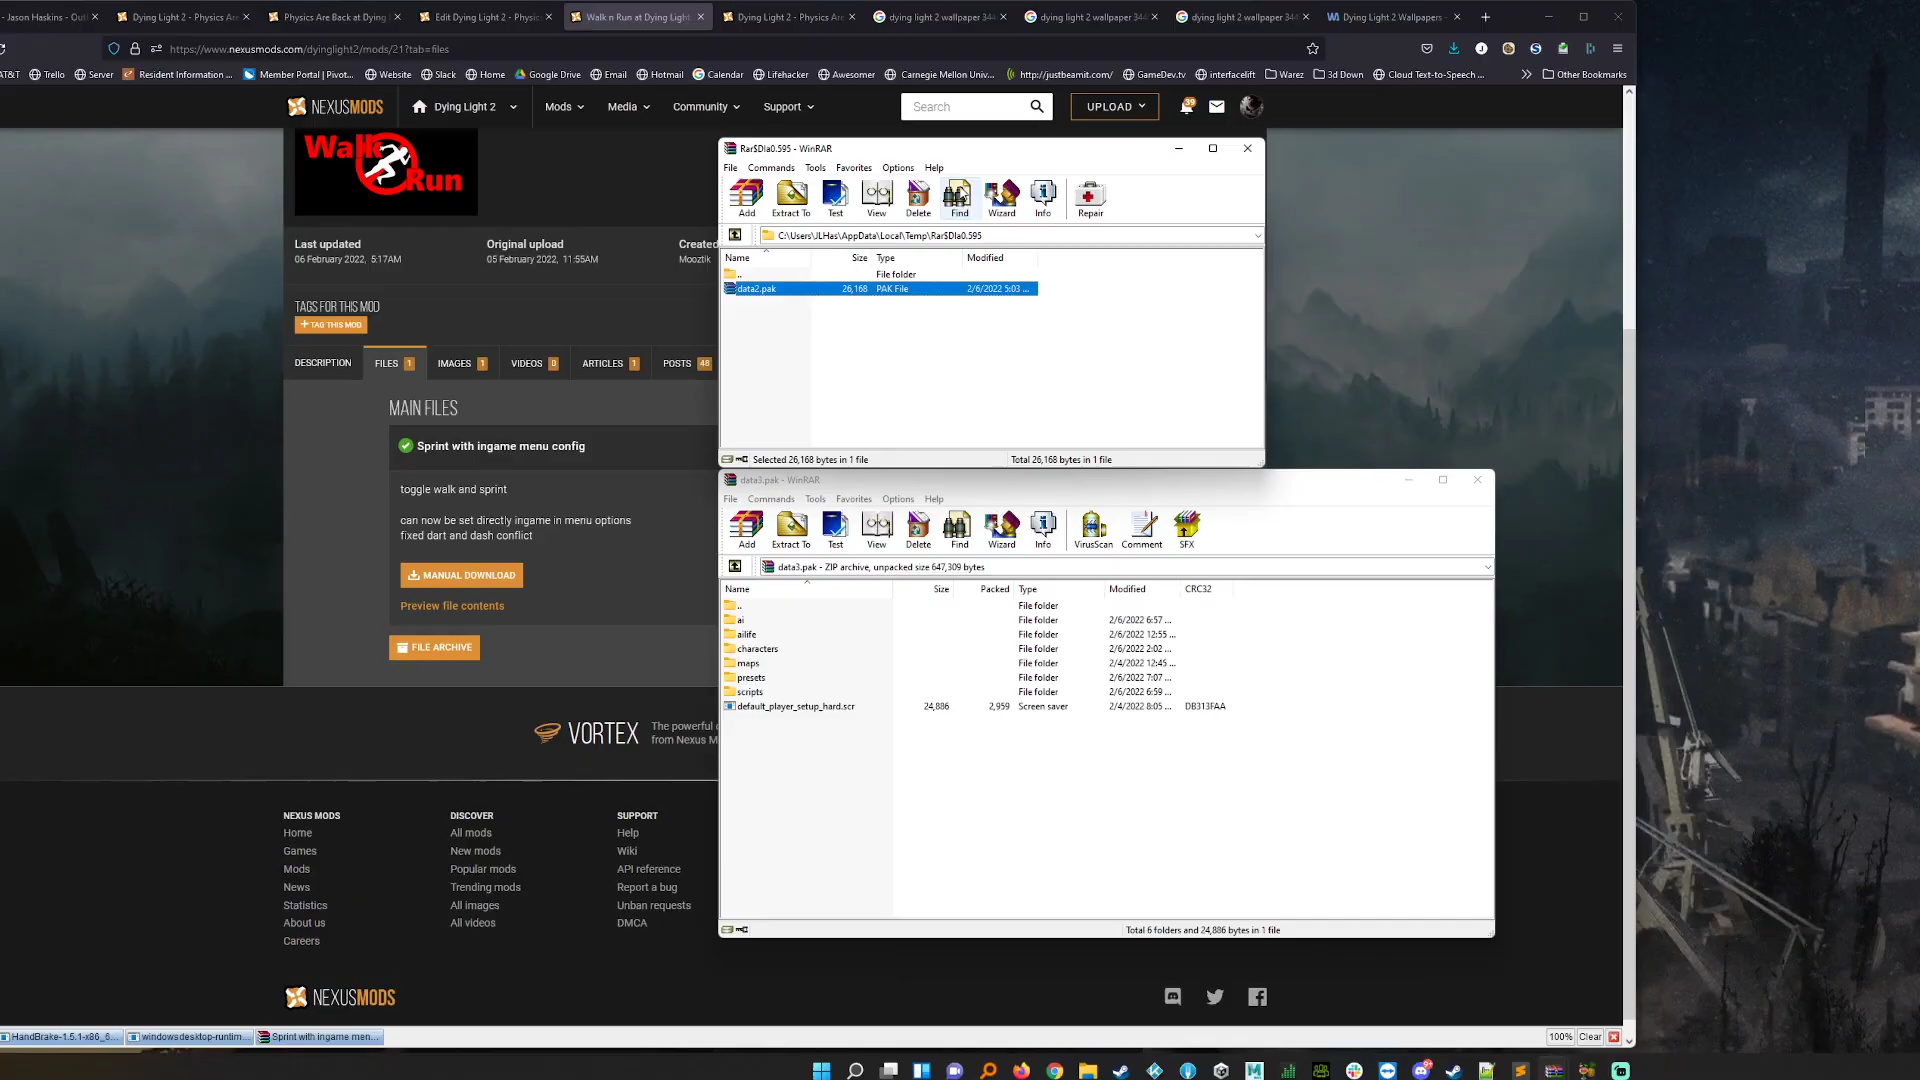 - Jason Haskins - Outl
Dying Light 2 - Physics Are
Physics Are Back at Dying
Edit Dying Light 2 - Physic
Walk n Run at Dying Light
Dying Light 2 - Physics Are
dying light 2 wallpaper 344
dying light 2 wallpaper 344
dying light 2 wallpaper 344
Dying Light 2 Wallpapers -
https://www.nexusmods.com/dyinglight2/mods/21?tab=files
AT&T Trello Server Resident Information ... Member Portal | Pivot... Website Slack Home Google Drive Email Hotmail Calendar Lifehacker Awesomer Carnegie Mellon Univ... http://justbeamit.com/ GameDev.tv interfacelift Warez 3d Down Cloud Text-to-Speech ... Other Bookmarks
NEXUSMODS Dying Light 2 Mods Media Community Support Search UPLOAD 39
Walk Run
Last updated
06 February 2022, 5:17AM
Original upload
05 February 2022, 11:55AM
Created
Mooztik
TAGS FOR THIS MOD
+ TAG THIS MOD
DESCRIPTION FILES 1 IMAGES 1 VIDEOS 0 ARTICLES 1 POSTS 48
MAIN FILES
Sprint with ingame menu config
toggle walk and sprint
can now be set directly ingame in menu options
fixed dart and dash conflict
MANUAL DOWNLOAD
Preview file contents
FILE ARCHIVE
VORTEX
The powerful
from Nexus M
Rar$DIa0.595 - WinRAR
File Commands Tools Favorites Options Help
Add Extract To Test View Delete Find Wizard Info Repair
C:\Users\JLHas\AppData\Local\Temp\Rar$DIa0.595
Name Size Type Modified
.. File folder
data2.pak 26,168 PAK File 2/6/2022 5:03 ...
Selected 26,168 bytes in 1 file Total 26,168 bytes in 1 file
data3.pak - WinRAR
File Commands Tools Favorites Options Help
Add Extract To Test View Delete Find Wizard Info VirusScan Comment SFX
data3.pak - ZIP archive, unpacked size 647,309 bytes
Name Size Packed Type Modified CRC32
.. File folder
ai File folder 2/6/2022 6:57 ...
ailife File folder 2/6/2022 12:55 ...
characters File folder 2/6/2022 2:02 ...
maps File folder 2/4/2022 12:45 ...
presets File folder 2/6/2022 7:07 ...
scripts File folder 2/6/2022 6:59 ...
default_player_setup_hard.scr 24,886 2,959 Screen saver 2/4/2022 8:05 ... DB313FAA
Total 6 folders and 24,886 bytes in 1 file
NEXUS MODS
Home
Games
Mods
News
Statistics
About us
Careers
DISCOVER
All mods
New mods
Popular mods
Trending mods
All images
All videos
SUPPORT
Help
Wiki
API reference
Report a bug
Unban requests
DMCA
NEXUSMODS
HandBrake-1.5.1-x86_6... windowsdesktop-runtim... Sprint with ingame men... 100% Clear